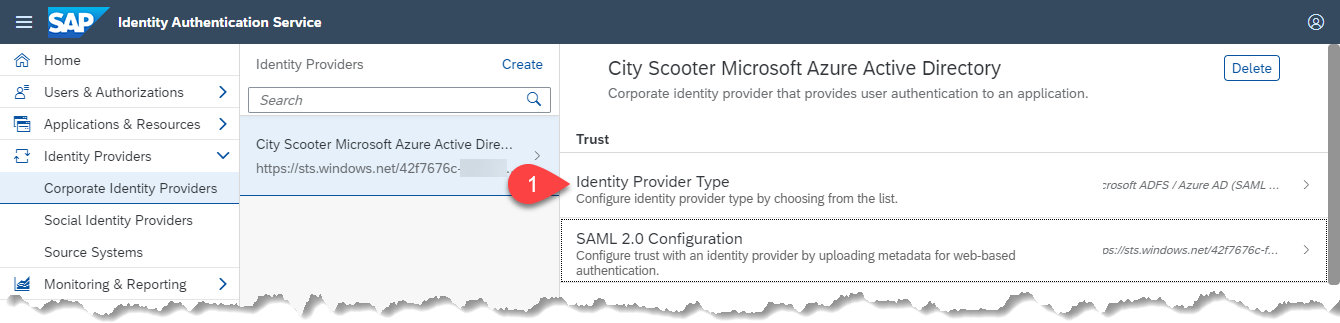 SAP Identity Authentication Service
Home
Users & Authorizations
Applications & Resources
Identity Providers
Corporate Identity Providers
Social Identity Providers
Source Systems
Monitoring & Reporting
Identity Providers Create
Search
City Scooter Microsoft Azure Active Dire...
https://sts.windows.net/42f7676c- ...
City Scooter Microsoft Azure Active Directory Delete
Corporate identity provider that provides user authentication to an application.
Trust
1
Identity Provider Type
Configure identity provider type by choosing from the list.
crosoft ADFS / Azure AD (SAML ...
SAML 2.0 Configuration
Configure trust with an identity provider by uploading metadata for web-based
authentication.
ps://sts.windows.net/42f7676c-f...